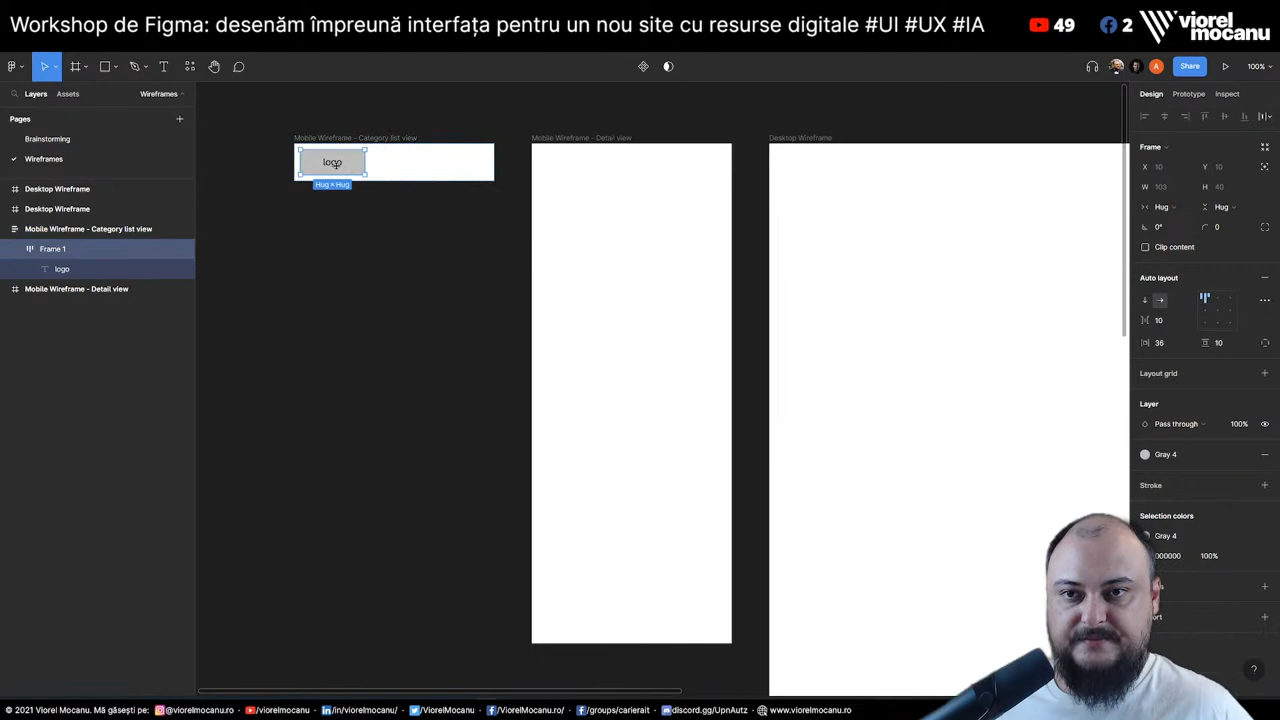 Workshop de Figma: desenăm împreună interfața pentru un nou site cu resurse digitale #UI #UX #IA
49
2
viorel
mocanu
A
Share
100%
Layers
Assets
Wireframes
Design
Prototype
Inspect
Pages
Brainstorming
Wireframes
Desktop Wireframe
Desktop Wireframe
Mobile Wireframe - Category list view
Frame 1
logo
Mobile Wireframe - Detail view
Mobile Wireframe - Category list view
Mobile Wireframe - Detail view
Desktop Wireframe
logo
Hug × Hug
Frame
X 10
Y 10
W 103
H 40
Hug
Hug
0°
0
Clip content
Auto layout
10
36
10
Layout grid
Layer
Pass through
100%
Gray 4
Stroke
Selection colors
Gray 4
000000
100%
?
© 2021 Viorel Mocanu. Mă găsești pe:
@viorelmocanu.ro
/viorelmocanu
/in/viorelmocanu/
/ViorelMocanu
/ViorelMocanu.ro/
/groups/carierait
discord.gg/UpnAutz
www.viorelmocanu.ro